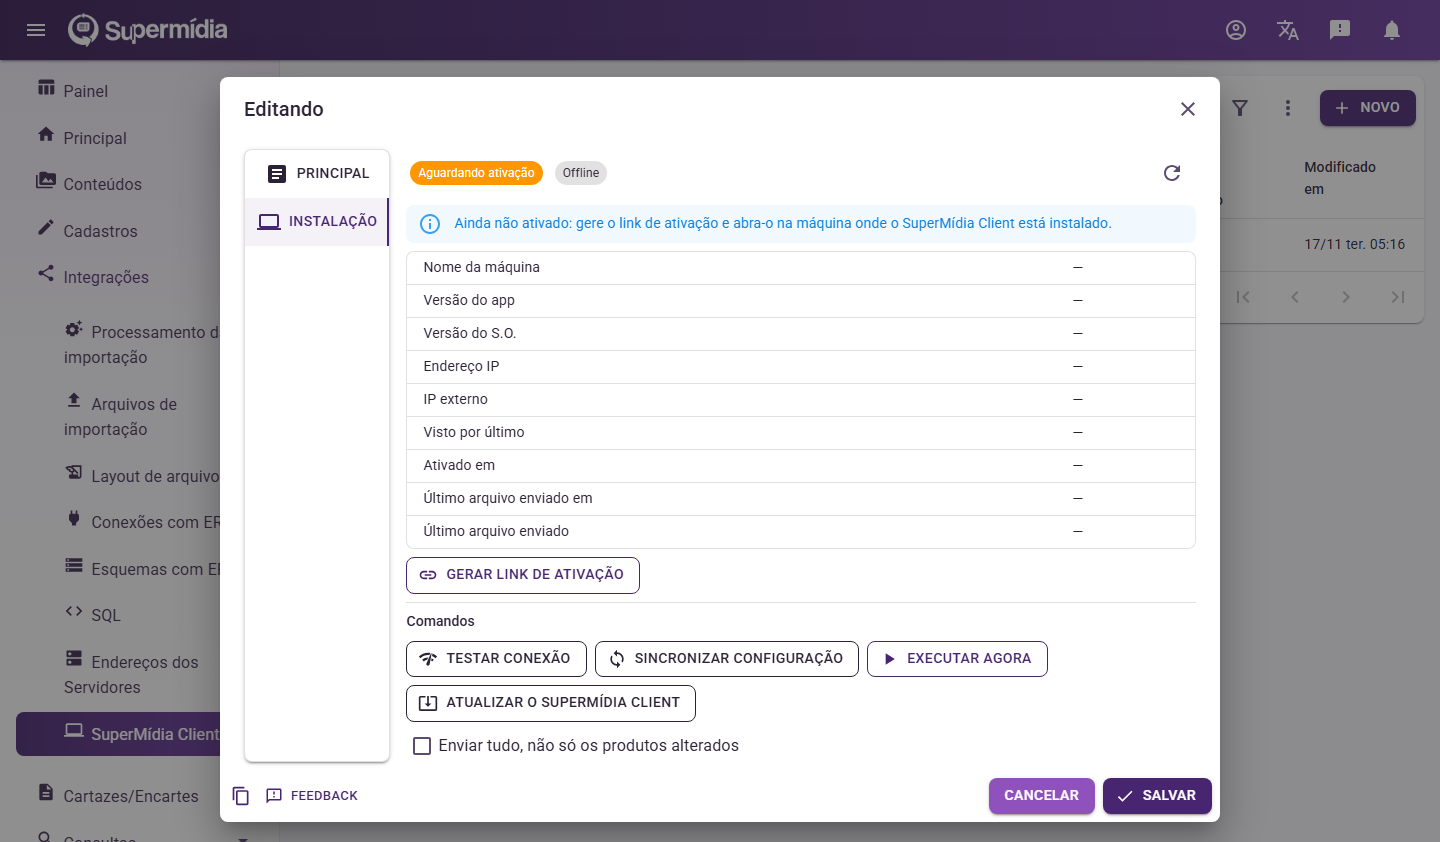 Supermídia
Painel
Principal
Conteúdos
Cadastros
Integrações
Processamento d
importação
Arquivos de
importação
Layout de arquivo
Conexões com ER
Esquemas com E
SQL
Endereços dos
Servidores
SuperMídia Client
Cartazes/Encartes
Consultas
NOVO
Modificado
em
17/11 ter. 05:16
Editando
PRINCIPAL
INSTALAÇÃO
Aguardando ativação
Offline
Ainda não ativado: gere o link de ativação e abra-o na máquina onde o SuperMídia Client está instalado.
Nome da máquina —
Versão do app —
Versão do S.O. —
Endereço IP —
IP externo —
Visto por último —
Ativado em —
Último arquivo enviado em —
Último arquivo enviado —
GERAR LINK DE ATIVAÇÃO
Comandos
TESTAR CONEXÃO
SINCRONIZAR CONFIGURAÇÃO
EXECUTAR AGORA
ATUALIZAR O SUPERMÍDIA CLIENT
Enviar tudo, não só os produtos alterados
FEEDBACK
CANCELAR
SALVAR